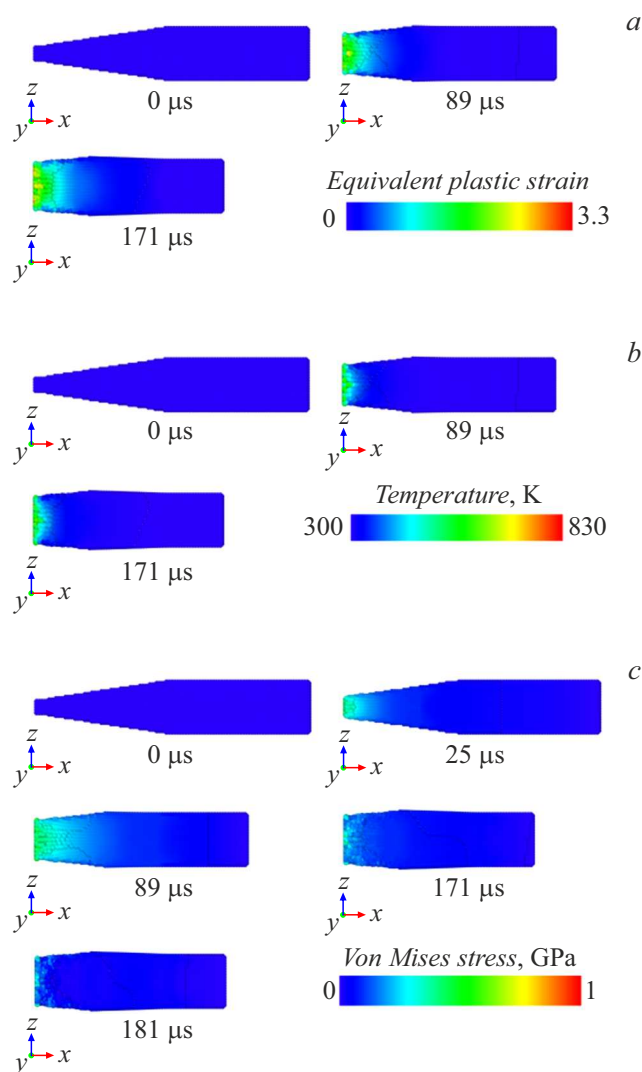 a
z
y x
0 μs
z
y x
89 μs
z
y x
171 μs
Equivalent plastic strain
0 3.3
b
z
y x
0 μs
z
y x
89 μs
z
y x
171 μs
Temperature, K
300 830
c
z
y x
0 μs
z
y x
25 μs
z
y x
89 μs
z
y x
171 μs
z
y x
181 μs
Von Mises stress, GPa
0 1